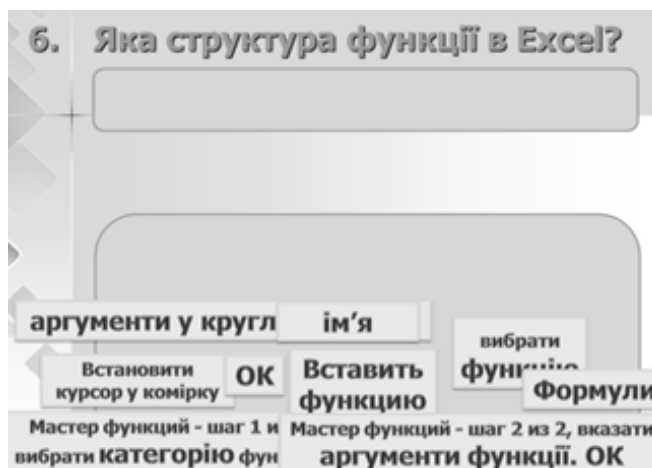 6. Яка структура функції в Excel?
аргументи у кругл
ім’я
вибрати
функцію
Встановити
курсор у комірку
ОК
Вставить
функцию
Формули
Мастер функций - шаг 1 и
вибрати категорію фун
Мастер функций - шаг 2 из 2, вказати
аргументи функції. ОК